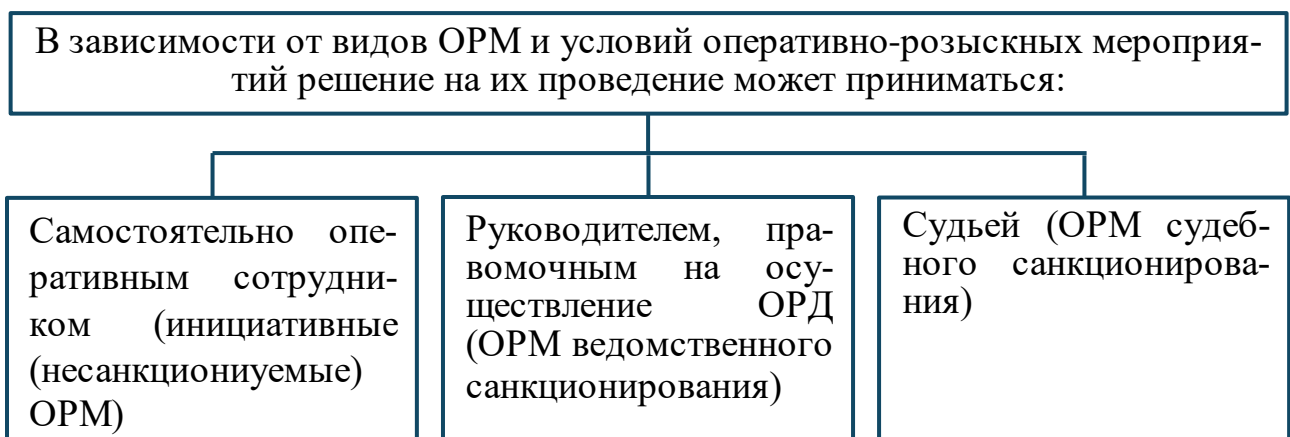 В зависимости от видов ОРМ и условий оперативно-розыскных мероприя-
тий решение на их проведение может приниматься:
Самостоятельно опе-
ративным сотрудни-
ком (инициативные
(несанкциониуемые)
ОРМ)
Руководителем, пра-
вомочным на осу-
ществление ОРД
(ОРМ ведомственного
санкционирования)
Судьей (ОРМ судеб-
ного санкционирова-
ния)